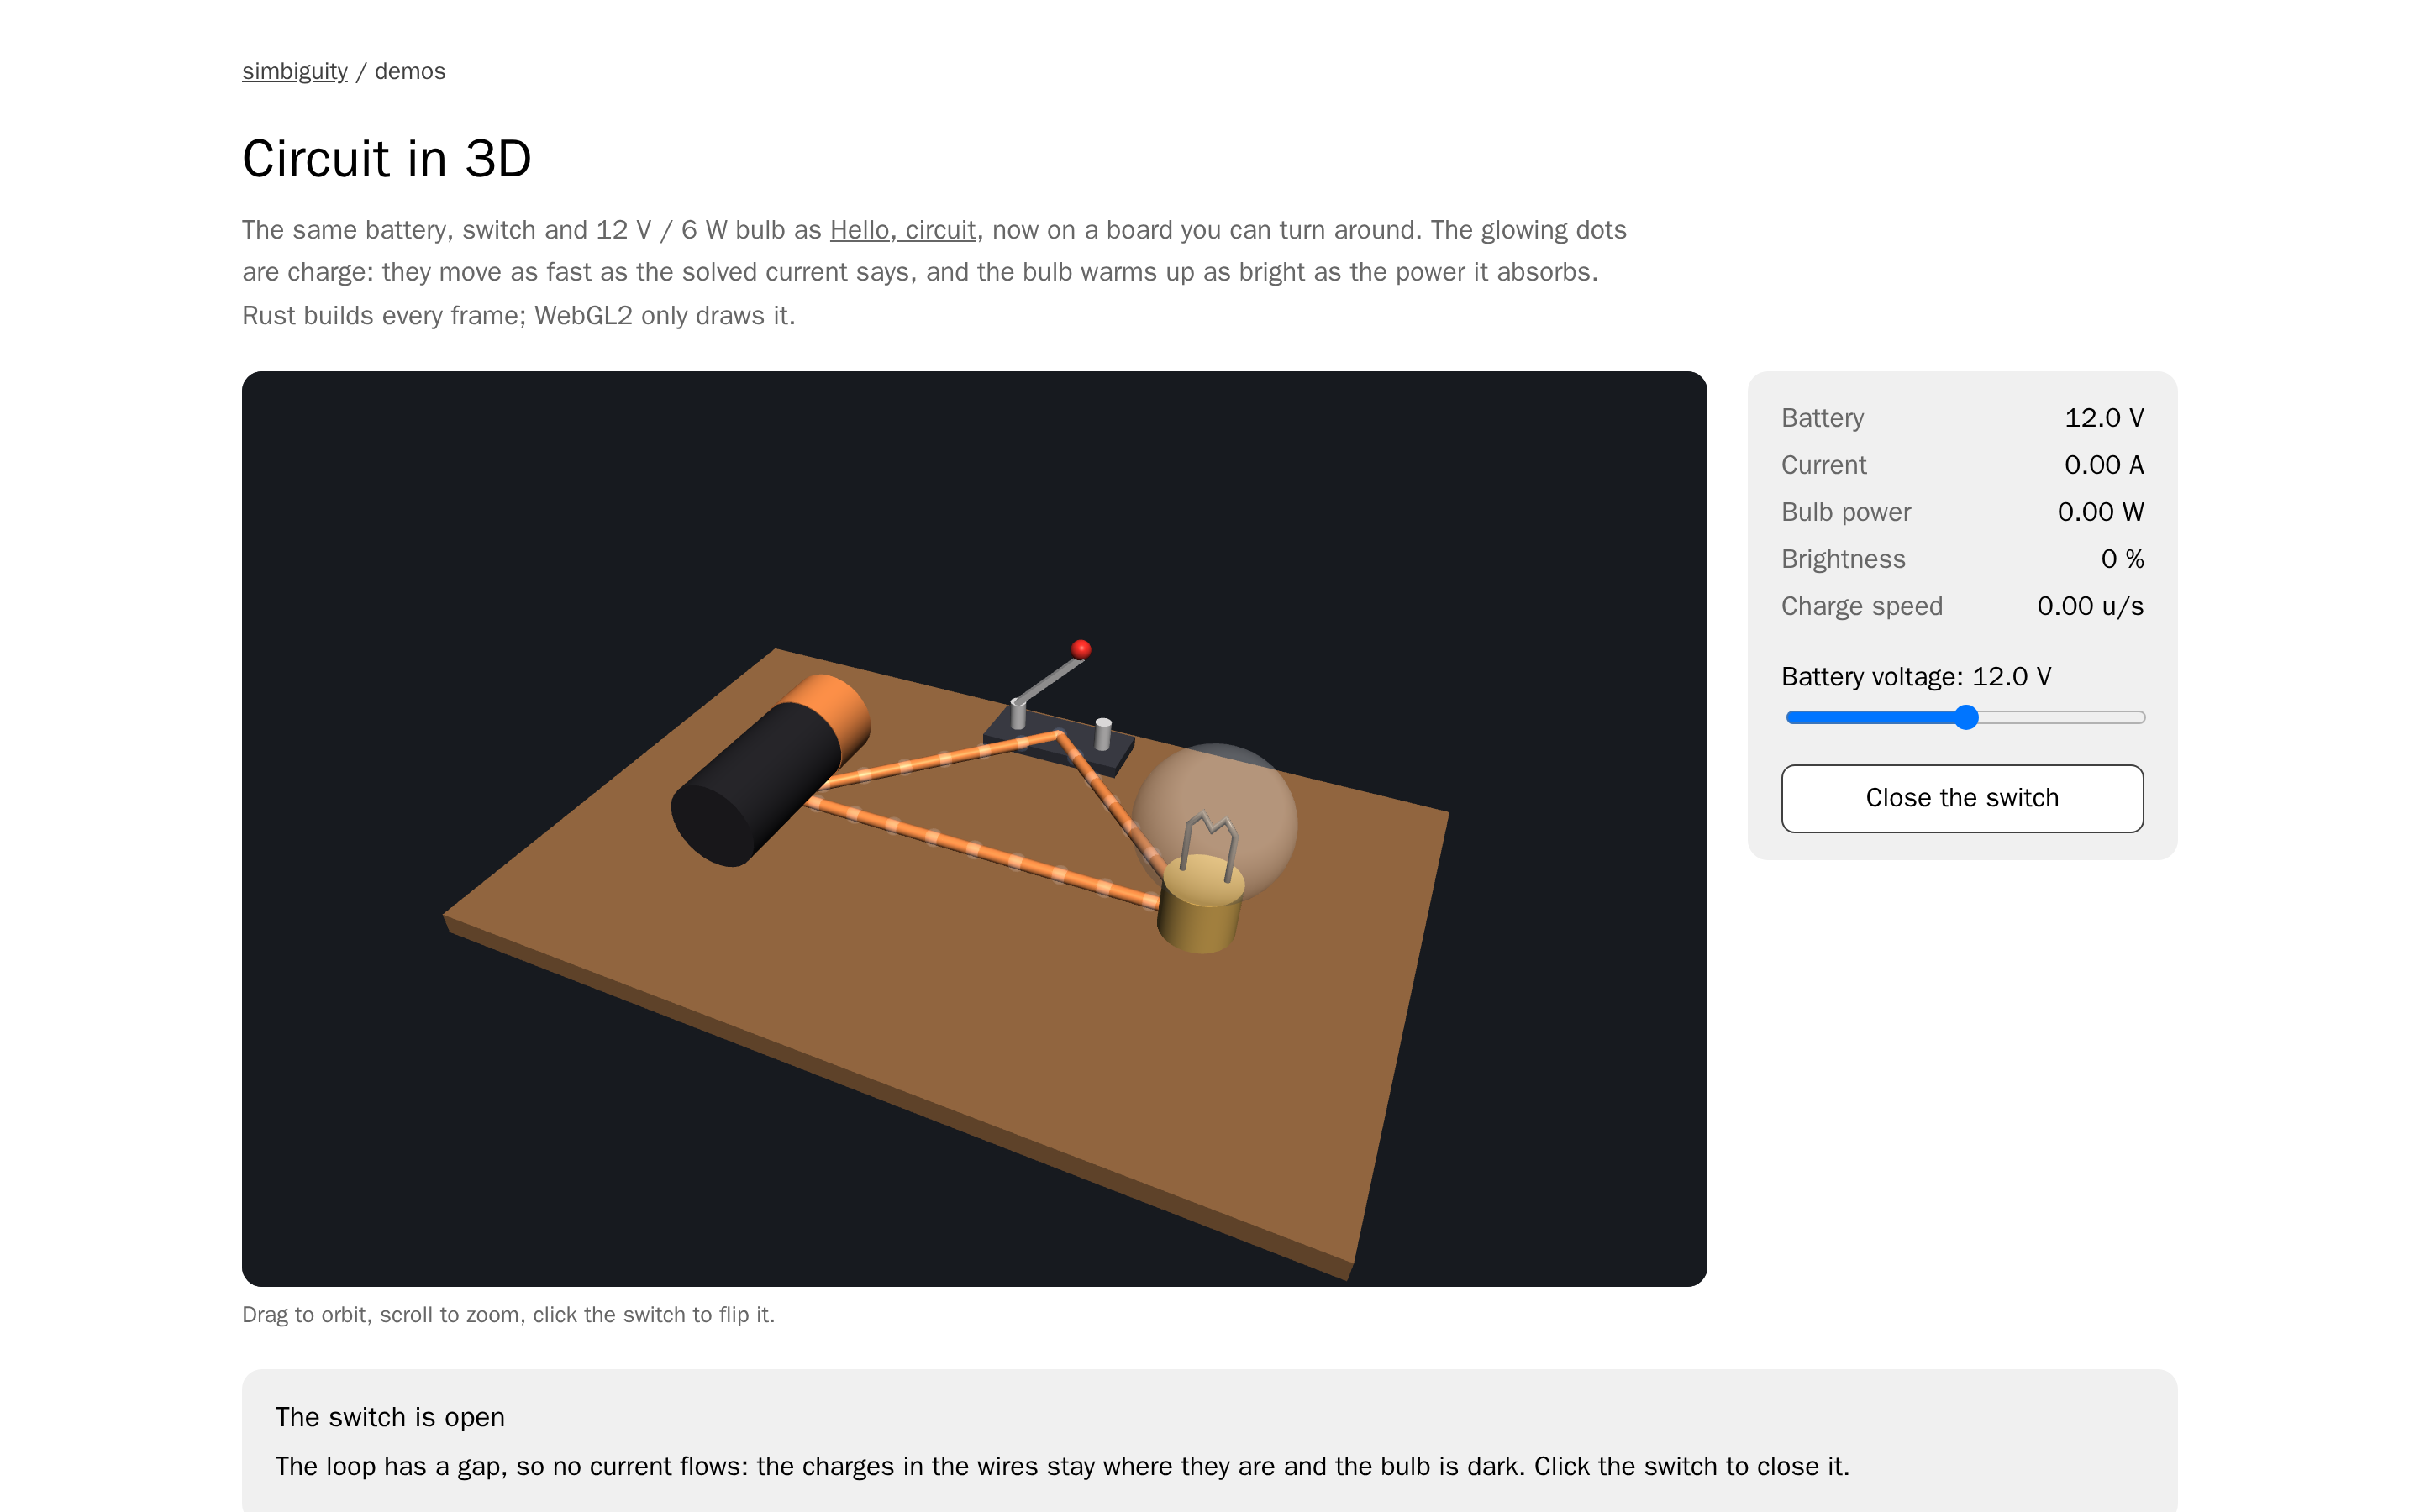 simbiguity / demos
Circuit in 3D
The same battery, switch and 12 V / 6 W bulb as Hello, circuit, now on a board you can turn around. The glowing dots
are charge: they move as fast as the solved current says, and the bulb warms up as bright as the power it absorbs.
Rust builds every frame; WebGL2 only draws it.
Battery 12.0 V
Current 0.00 A
Bulb power 0.00 W
Brightness 0 %
Charge speed 0.00 u/s
Battery voltage: 12.0 V
Close the switch
Drag to orbit, scroll to zoom, click the switch to flip it.
The switch is open
The loop has a gap, so no current flows: the charges in the wires stay where they are and the bulb is dark. Click the switch to close it.